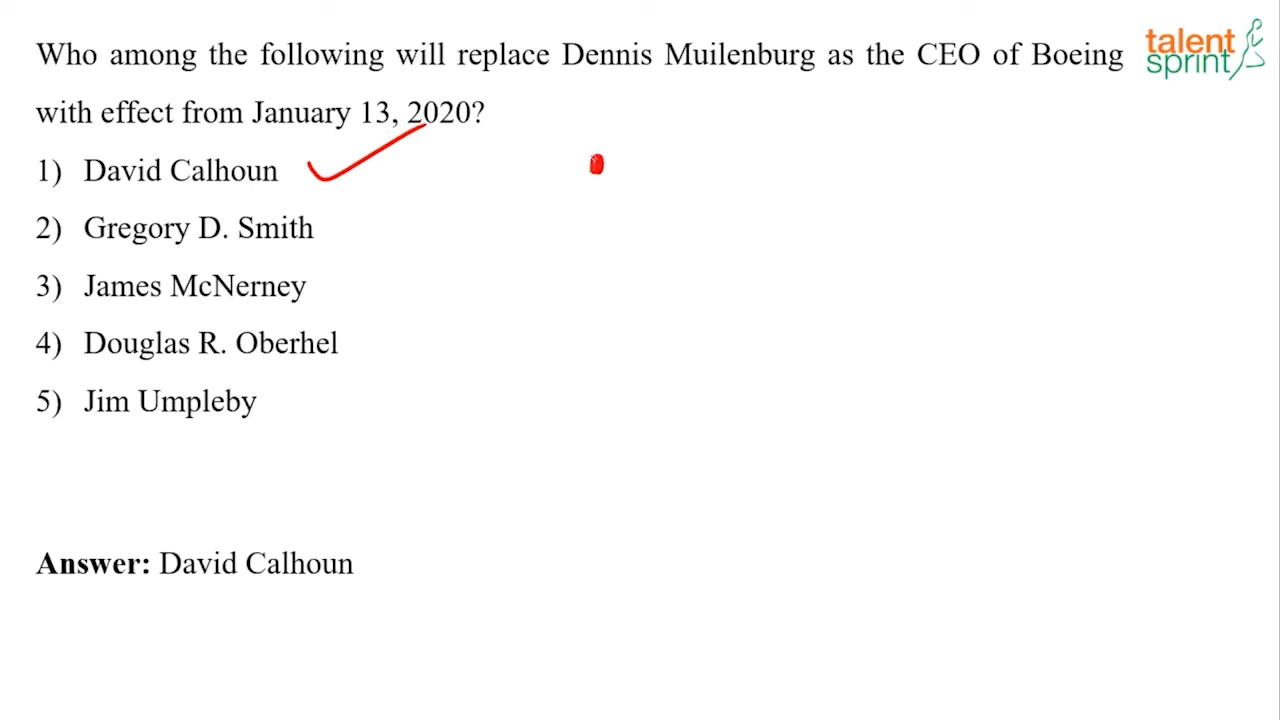 Who among the following will replace Dennis Muilenburg as the CEO of Boeing
with effect from January 13, 2020?
1) David Calhoun
2) Gregory D. Smith
3) James McNerney
4) Douglas R. Oberhel
5) Jim Umpleby
Answer: David Calhoun
talent
sprint